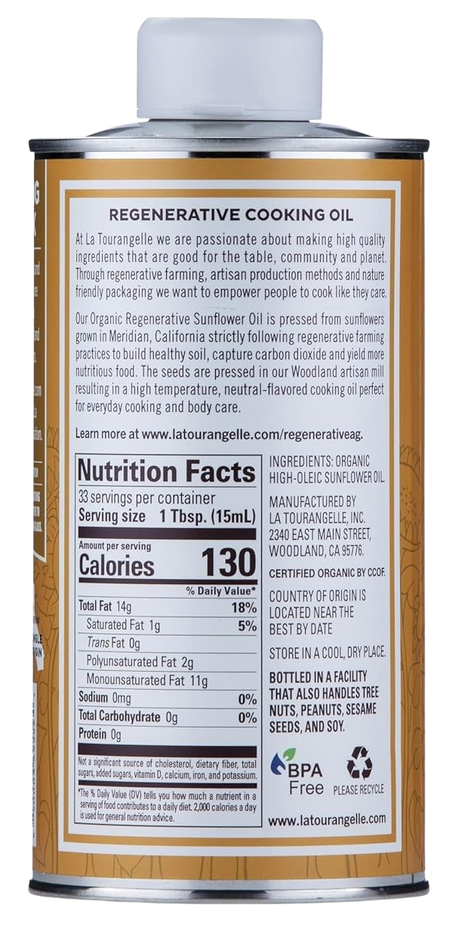 REGENERATIVE COOKING OIL
At La Tourangelle we are passionate about making high quality
ingredients that are good for the table, community and planet.
Through regenerative farming, artisan production methods and nature
friendly packaging we want to empower people to cook like they care.
Our Organic Regenerative Sunflower Oil is pressed from sunflowers
grown in Meridian, California strictly following regenerative farming
practices to build healthy soil, capture carbon dioxide and yield more
nutritious food. The seeds are pressed in our Woodland artisan mill
resulting in a high temperature, neutral-flavored cooking oil perfect
for everyday cooking and body care.
Learn more at www.latourangelle.com/regenerativeag.
Nutrition Facts
33 servings per container
Serving size 1 Tbsp. (15mL)
Amount per serving
Calories 130
% Daily Value*
Total Fat 14g 18%
Saturated Fat 1g 5%
Trans Fat 0g
Polyunsaturated Fat 2g
Monounsaturated Fat 11g
Sodium 0mg 0%
Total Carbohydrate 0g 0%
Protein 0g
Not a significant source of cholesterol, dietary fiber, total
sugars, added sugars, vitamin D, calcium, iron, and potassium.
*The % Daily Value (DV) tells you how much a nutrient in a
serving of food contributes to a daily diet. 2,000 calories a day
is used for general nutrition advice.
INGREDIENTS: ORGANIC
HIGH-OLEIC SUNFLOWER OIL.
MANUFACTURED BY
LA TOURANGELLE, INC.
2340 EAST MAIN STREET,
WOODLAND, CA 95776.
CERTIFIED ORGANIC BY CCOF.
COUNTRY OF ORIGIN IS
LOCATED NEAR THE
BEST BY DATE
STORE IN A COOL, DRY PLACE.
BOTTLED IN A FACILITY
THAT ALSO HANDLES TREE
NUTS, PEANUTS, SESAME
SEEDS, AND SOY.
BPA
Free
PLEASE RECYCLE
www.latourangelle.com